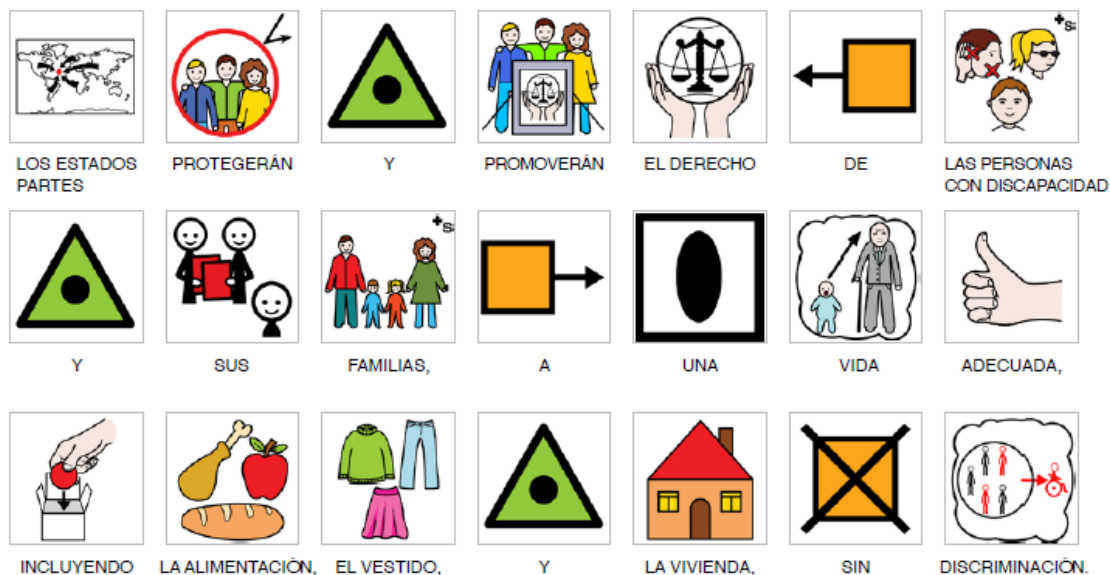 LOS ESTADOS PARTES PROTEGERÁN Y PROMOVERÁN EL DERECHO DE LAS PERSONAS CON DISCAPACIDAD
Y SUS FAMILIAS, A UNA VIDA ADECUADA,
INCLUYENDO LA ALIMENTACIÓN, EL VESTIDO, Y LA VIVIENDA, SIN DISCRIMINACIÓN.